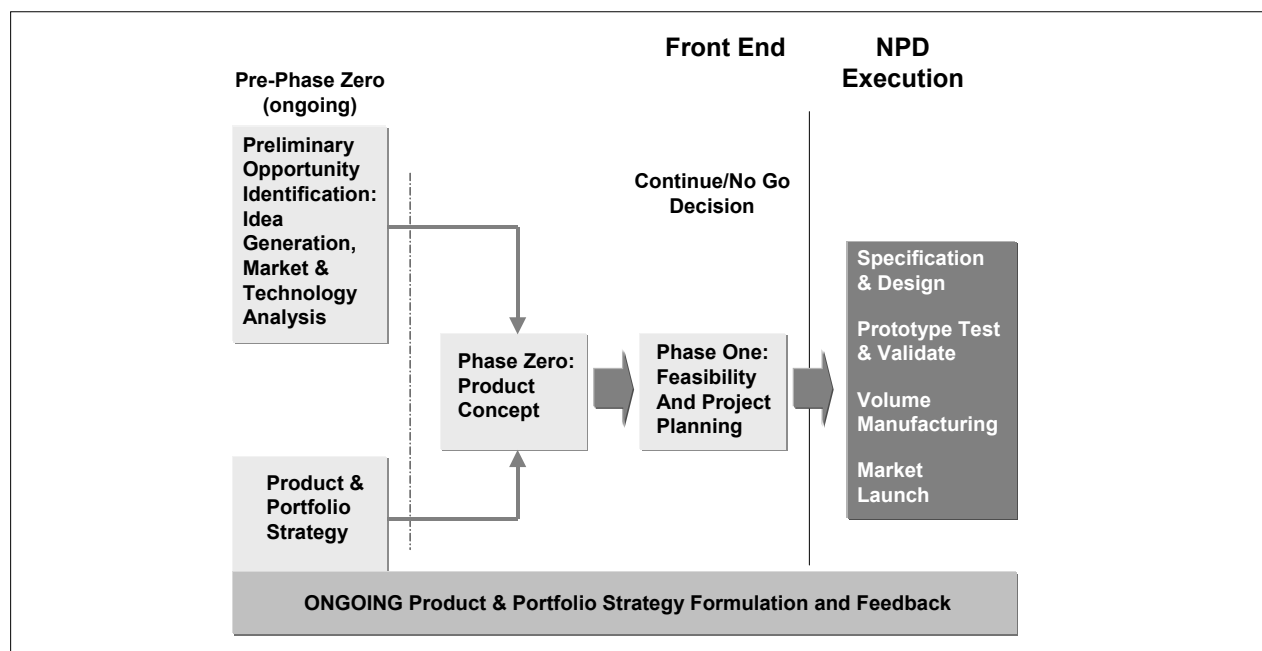 Front End
NPD
Execution
Pre-Phase Zero
(ongoing)
Preliminary
Opportunity
Identification:
Idea
Generation,
Market &
Technology
Analysis
Continue/No Go
Decision
Phase Zero:
Product
Concept
Phase One:
Feasibility
And Project
Planning
Specification
& Design
Prototype Test
& Validate
Volume
Manufacturing
Market
Launch
Product &
Portfolio
Strategy
ONGOING Product & Portfolio Strategy Formulation and Feedback